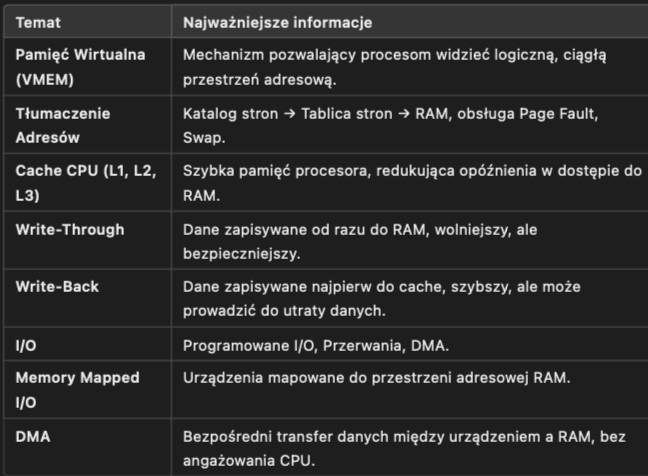 Temat Najważniejsze informacje
Pamięć Wirtualna (VMEM) Mechanizm pozwalający procesom widzieć logiczną, ciągłą
przestrzeń adresową.
Tłumaczenie Adresów Katalog stron → Tablica stron → RAM, obsługa Page Fault,
Swap.
Cache CPU (L1, L2, L3) Szybka pamięć procesora, redukująca opóźnienia w dostępie do
RAM.
Write-Through Dane zapisywane od razu do RAM, wolniejszy, ale
bezpieczniejszy.
Write-Back Dane zapisywane najpierw do cache, szybszy, ale może
prowadzić do utraty danych.
I/O Programowane I/O, Przerwania, DMA.
Memory Mapped I/O Urządzenia mapowane do przestrzeni adresowej RAM.
DMA Bezpośredni transfer danych między urządzeniem a RAM, bez
angażowania CPU.